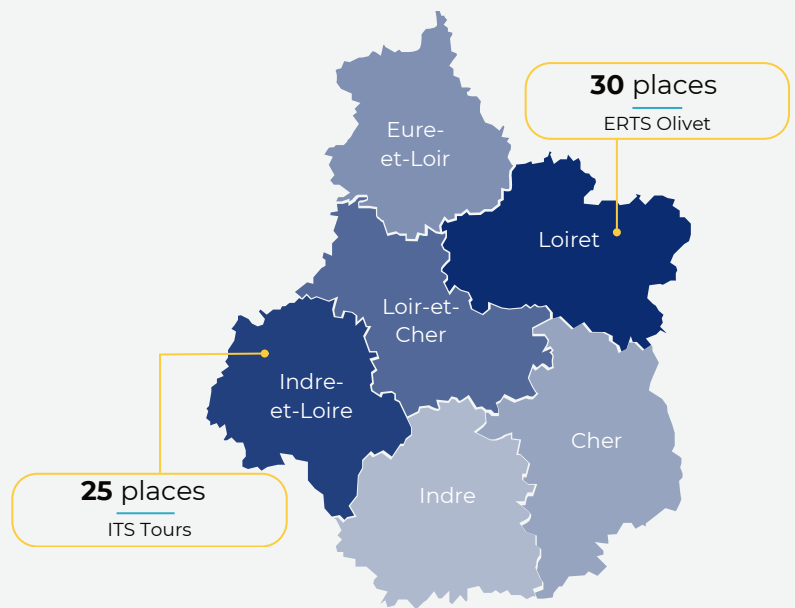 30 places
ERTS Olivet
Eure-
et-Loir
Loiret
Loir-et-
Cher
Indre-
et-Loire
Cher
Indre
25 places
ITS Tours